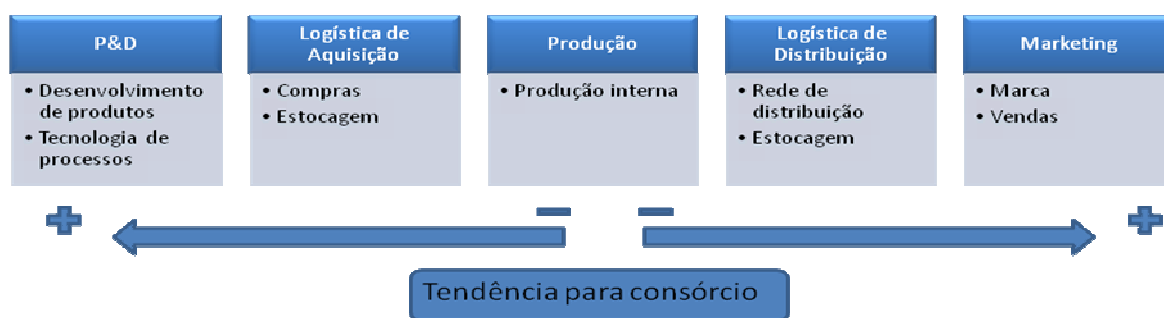 P&D
• Desenvolvimento
de produtos
• Tecnologia de
processos
Logística de
Aquisição
• Compras
• Estocagem
Produção
• Produção interna
Logística de
Distribuição
• Rede de
distribuição
• Estocagem
Marketing
• Marca
• Vendas
+ − − +
Tendência para consórcio